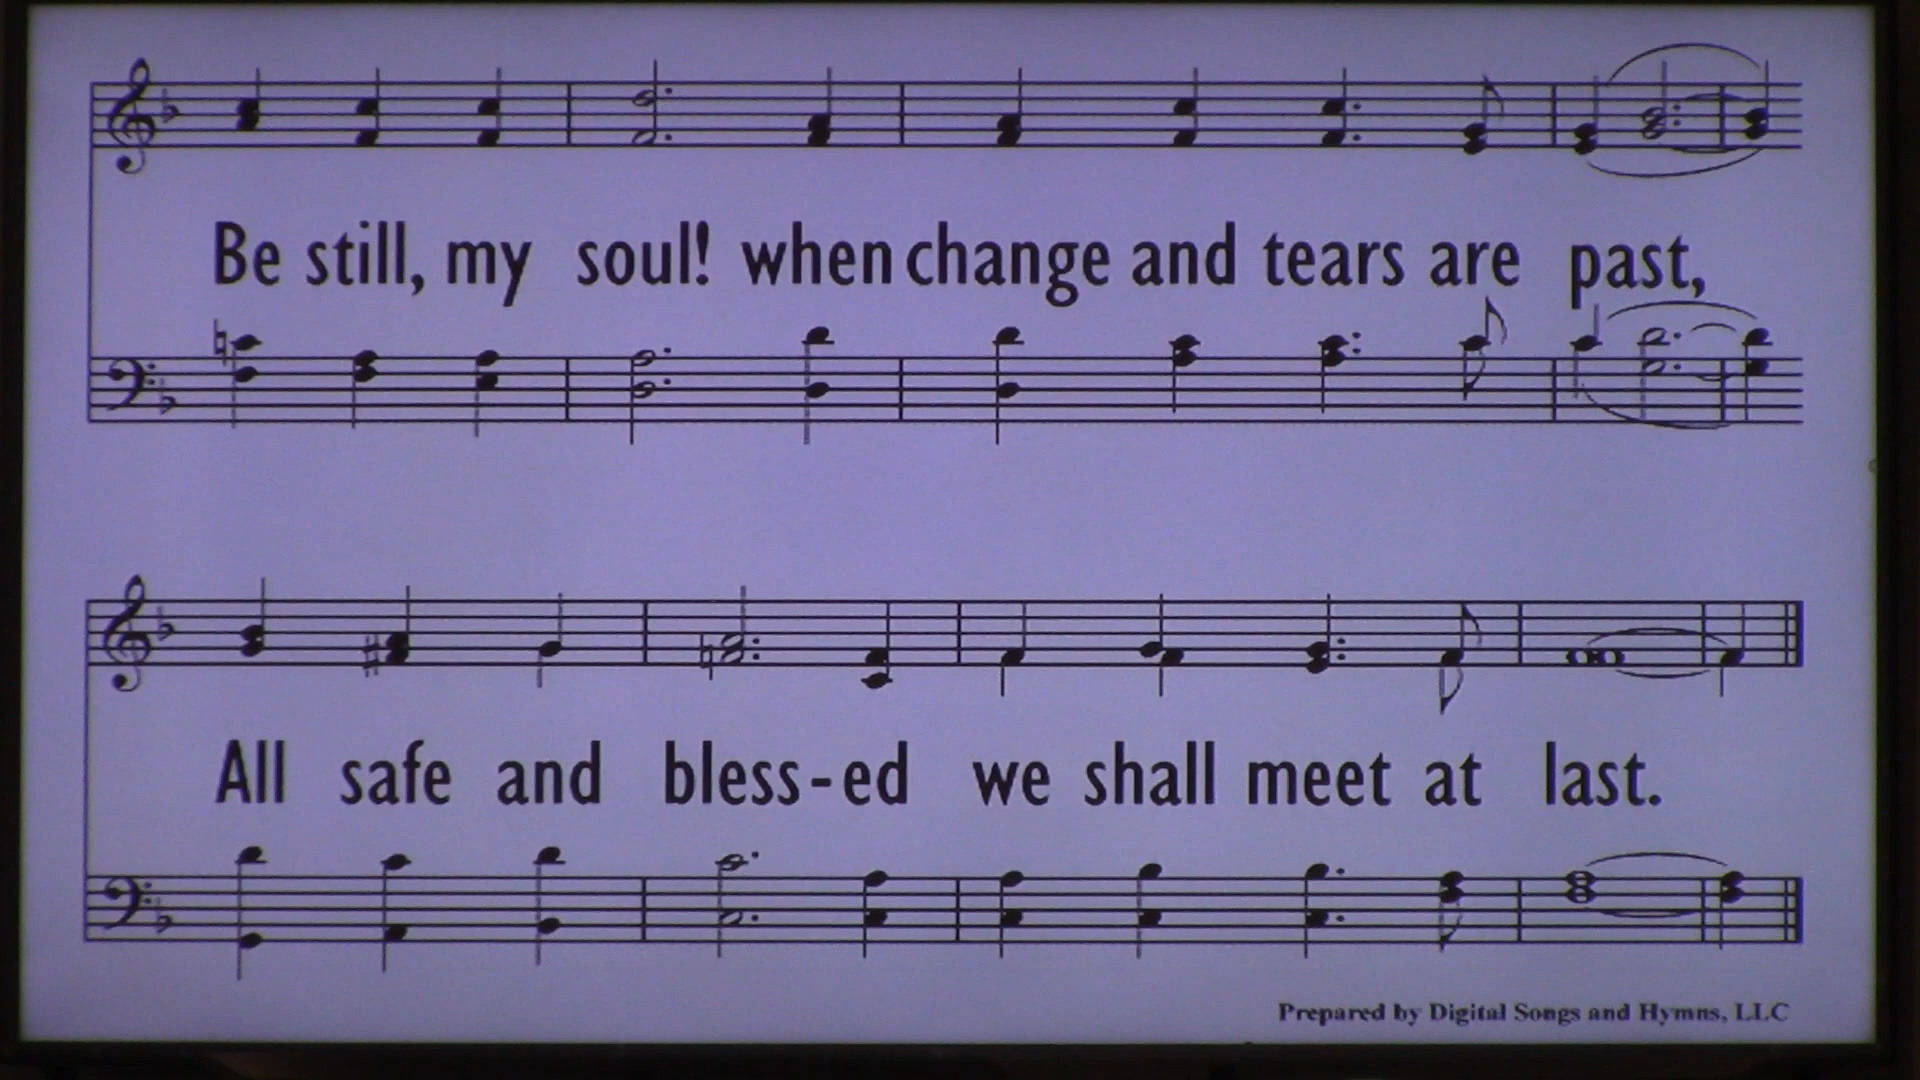 Be still, my soul! when change and tears are past,
All safe and bless-ed we shall meet at last.
Prepared by Digital Songs and Hymns, LLC